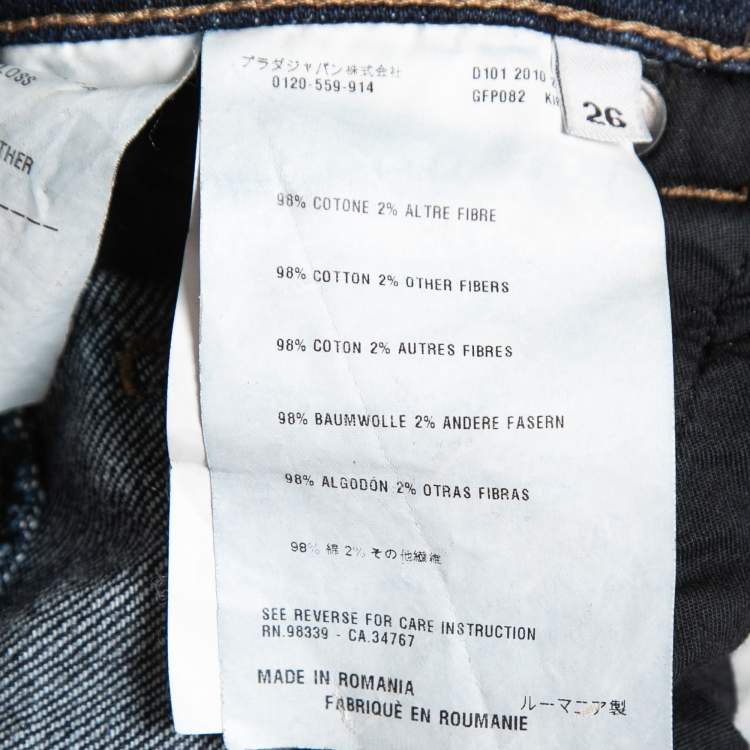 LOSS
THER
プラダジャパン株式会社
0120-559-914
D101 2010
GFP082
26
98% COTONE 2% ALTRE FIBRE
98% COTTON 2% OTHER FIBERS
98% COTON 2% AUTRES FIBRES
98% BAUMWOLLE 2% ANDERE FASERN
98% ALGODÓN 2% OTRAS FIBRAS
98% 綿 2% その他繊維
SEE REVERSE FOR CARE INSTRUCTION
RN.98339 - CA.34767
MADE IN ROMANIA
FABRIQUÈ EN ROUMANIE
ルーマニア製